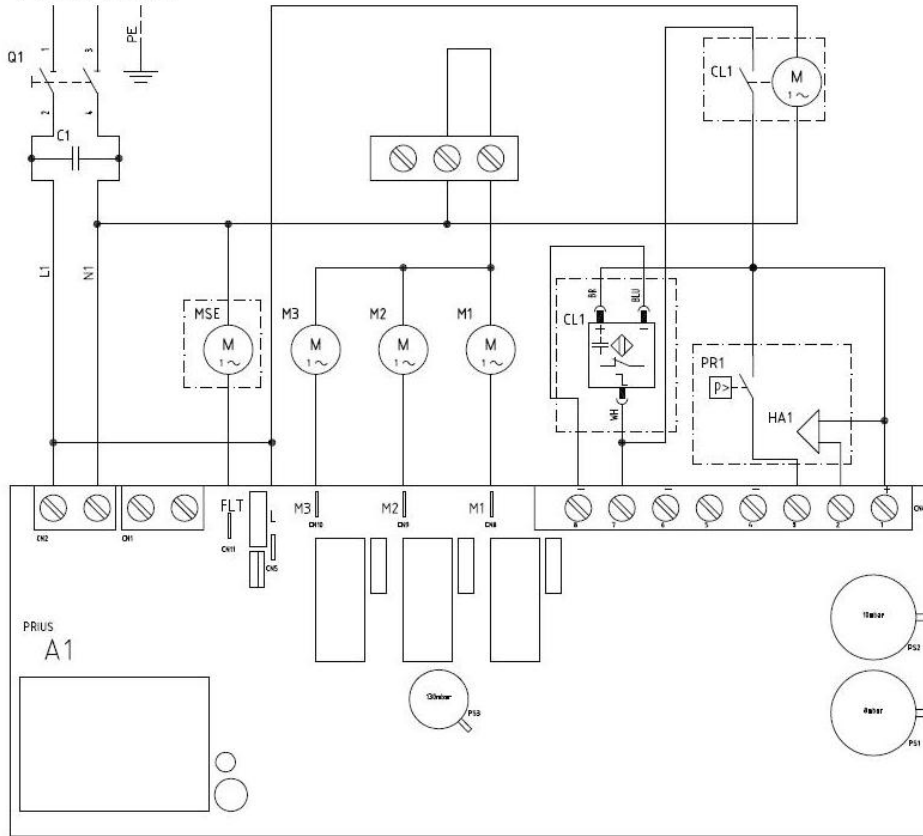 1
3
PE
Q1
2
4
C1
CL1
M
1~
L1
N1
MSE
M
1~
M3
M
1~
M2
M
1~
M1
M
1~
CL1
BR
BLU
+
−
WH
PR1
P>
HA1
FLT
L
M3
M2
M1
−
−
−
+
8
7
6
5
4
3
2
1
CN2
CN1
CN11
CN5
CN10
CN9
CN8
PRIUS
A1
130mbar
PS3
10mbar
PS2
PS1